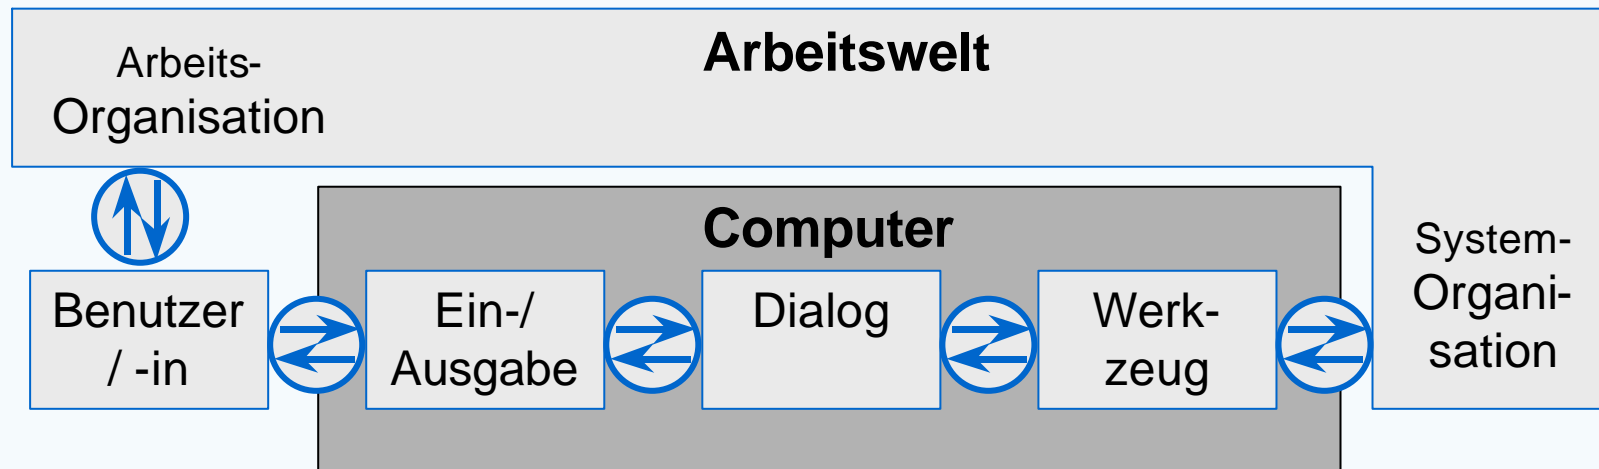 Arbeitswelt
Arbeits-
Organisation
Computer
Benutzer
/ -in
Ein-/
Ausgabe
Dialog
Werk-
zeug
System-
Organi-
sation